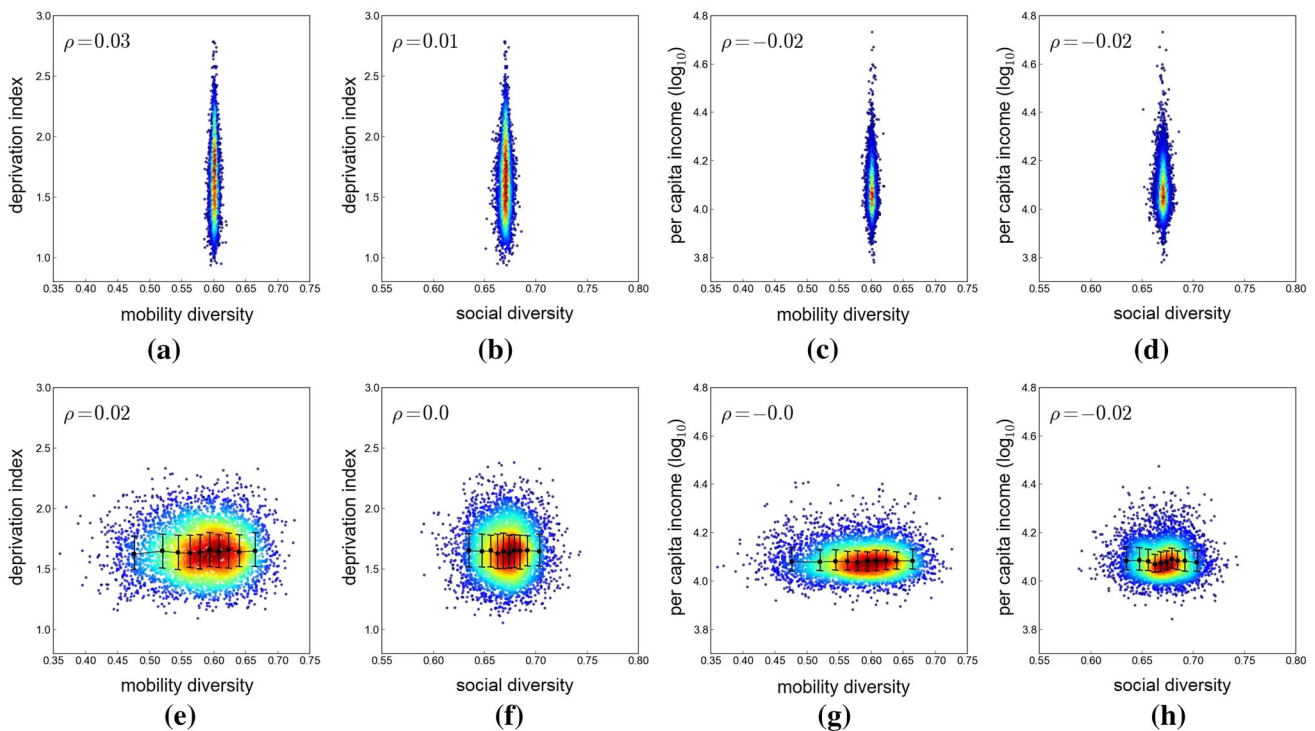 ρ=0.03
3.0
2.5
2.0
1.5
1.0
deprivation index
0.35 0.40 0.45 0.50 0.55 0.60 0.65 0.70 0.75
mobility diversity
(a)
ρ=0.01
3.0
2.5
2.0
1.5
1.0
deprivation index
0.55 0.60 0.65 0.70 0.75 0.80
social diversity
(b)
ρ=−0.02
4.8
4.6
4.4
4.2
4.0
3.8
per capita income (log10)
0.35 0.40 0.45 0.50 0.55 0.60 0.65 0.70 0.75
mobility diversity
(c)
ρ=−0.02
4.8
4.6
4.4
4.2
4.0
3.8
per capita income (log10)
0.55 0.60 0.65 0.70 0.75 0.80
social diversity
(d)
ρ=0.02
3.0
2.5
2.0
1.5
1.0
deprivation index
0.35 0.40 0.45 0.50 0.55 0.60 0.65 0.70 0.75
mobility diversity
(e)
ρ=0.0
3.0
2.5
2.0
1.5
1.0
deprivation index
0.55 0.60 0.65 0.70 0.75 0.80
social diversity
(f)
ρ=−0.0
4.8
4.6
4.4
4.2
4.0
3.8
per capita income (log10)
0.35 0.40 0.45 0.50 0.55 0.60 0.65 0.70 0.75
mobility diversity
(g)
ρ=−0.02
4.8
4.6
4.4
4.2
4.0
3.8
per capita income (log10)
0.55 0.60 0.65 0.70 0.75 0.80
social diversity
(h)